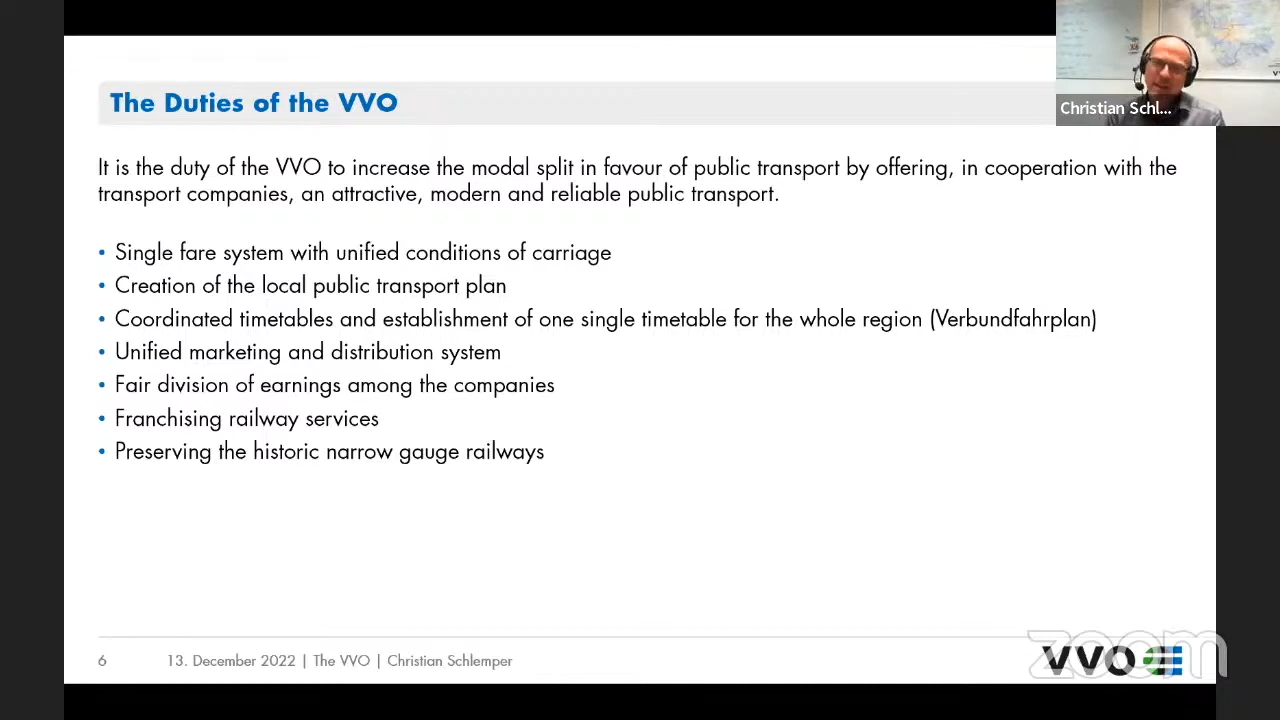 The Duties of the VVO
Christian Schl...
It is the duty of the VVO to increase the modal split in favour of public transport by offering, in cooperation with the
transport companies, an attractive, modern and reliable public transport.
• Single fare system with unified conditions of carriage
• Creation of the local public transport plan
• Coordinated timetables and establishment of one single timetable for the whole region (Verbundfahrplan)
• Unified marketing and distribution system
• Fair division of earnings among the companies
• Franchising railway services
• Preserving the historic narrow gauge railways
6 13. December 2022 | The VVO | Christian Schlemper
VVO
zoom